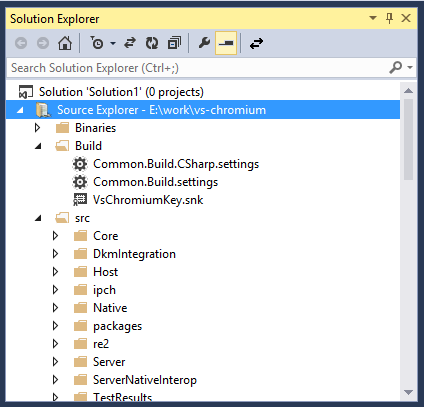 Solution Explorer
Search Solution Explorer (Ctrl+;)
Solution 'Solution1' (0 projects)
Source Explorer - E:\work\vs-chromium
Binaries
Build
Common.Build.CSharp.settings
Common.Build.settings
VsChromiumKey.snk
src
Core
DkmIntegration
Host
ipch
Native
packages
re2
Server
ServerNativeInterop
TestResults